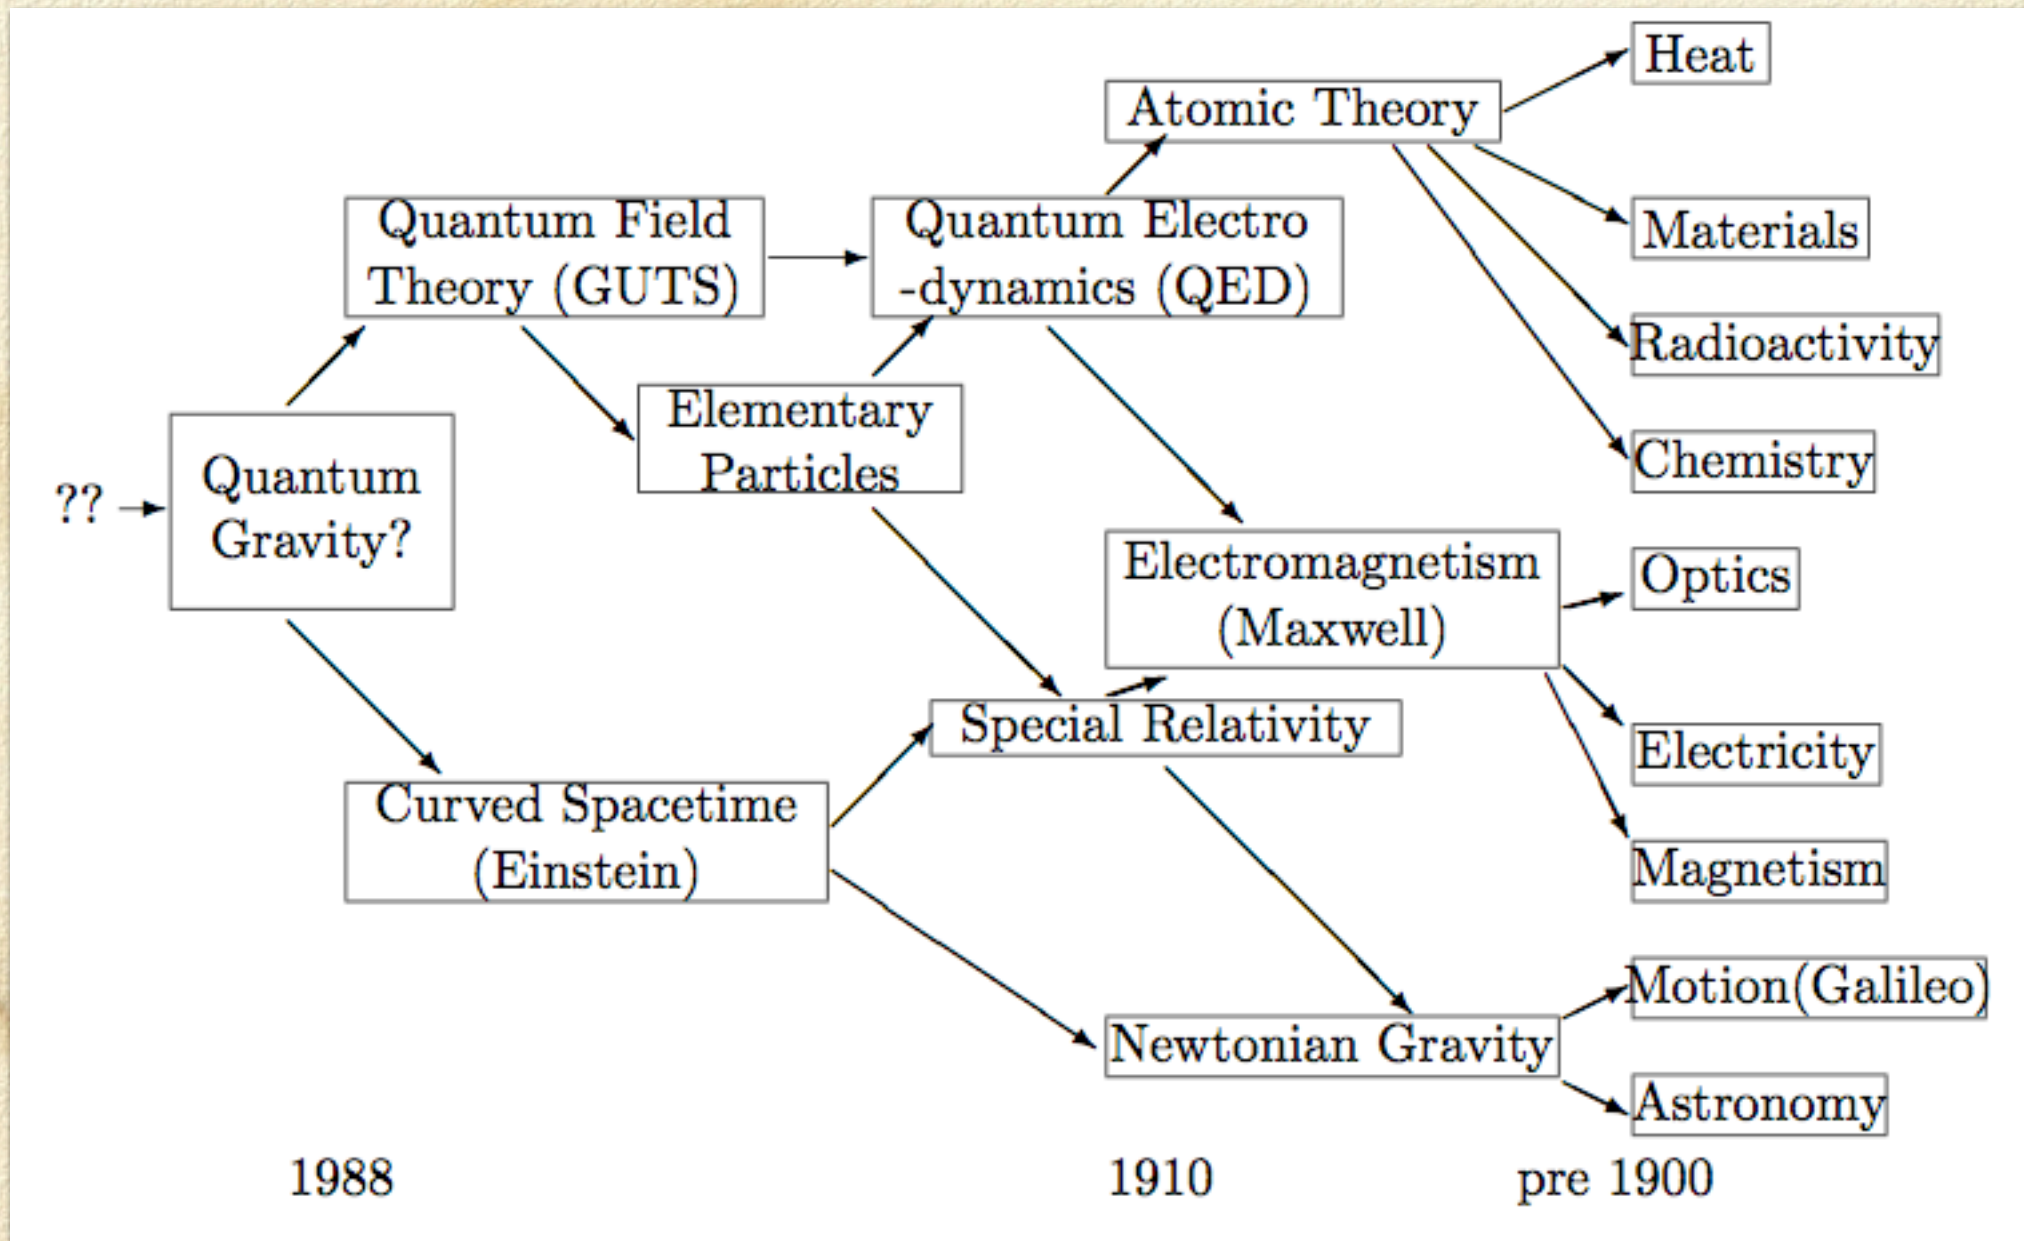 Heat
Atomic Theory
Quantum Field
Theory (GUTS)
Quantum Electro
-dynamics (QED)
Materials
Radioactivity
Elementary
Particles
Chemistry
??
Quantum
Gravity?
Electromagnetism
(Maxwell)
Optics
Special Relativity
Electricity
Curved Spacetime
(Einstein)
Magnetism
Motion(Galileo)
Newtonian Gravity
Astronomy
1988
1910
pre 1900